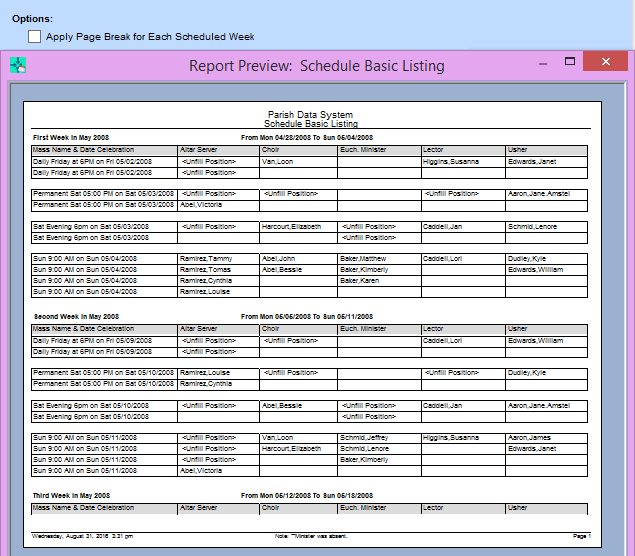 Options:
Apply Page Break for Each Scheduled Week
Report Preview: Schedule Basic Listing
Parish Data System
Schedule Basic Listing
First Week in May 2008 From Mon 04/28/2008 To Sun 05/04/2008
Mass Name & Date Celebration Altar Server Choir Euch. Minister Lector Usher
Daily Friday at 6PM on Fri 05/02/2008 <Unfill Position> Van,Loon Higgins,Susanna Edwards,Janet
Daily Friday at 6PM on Fri 05/02/2008 <Unfill Position>
Permanent Sat 05:00 PM on Sat 05/03/2008 <Unfill Position> <Unfill Position> <Unfill Position> Aaron,Jane.Amstel
Permanent Sat 05:00 PM on Sat 05/03/2008 Abel,Victoria
Sat Evening 6pm on Sat 05/03/2008 <Unfill Position> Harcourt,Elizabeth <Unfill Position> Caddell,Jan Schmid,Lenore
Sat Evening 6pm on Sat 05/03/2008 <Unfill Position>
Sun 9:00 AM on Sun 05/04/2008 Ramirez,Tammy Abel,John Baker,Matthew Caddell,Lori Dudley,Kyle
Sun 9:00 AM on Sun 05/04/2008 Ramirez,Tomas Abel,Bessie Baker,Kimberly Edwards,William
Sun 9:00 AM on Sun 05/04/2008 Ramirez,Cynthia Baker,Karen
Sun 9:00 AM on Sun 05/04/2008 Ramirez,Louise
Second Week in May 2008 From Mon 05/05/2008 To Sun 05/11/2008
Mass Name & Date Celebration Altar Server Choir Euch. Minister Lector Usher
Daily Friday at 6PM on Fri 05/09/2008 <Unfill Position> <Unfill Position> Caddell,Lori Edwards,William
Daily Friday at 6PM on Fri 05/09/2008 <Unfill Position>
Permanent Sat 05:00 PM on Sat 05/10/2008 Ramirez,Louise <Unfill Position> <Unfill Position> Dudley,Kyle
Permanent Sat 05:00 PM on Sat 05/10/2008 Ramirez,Cynthia
Sat Evening 6pm on Sat 05/10/2008 <Unfill Position> Abel,Bessie <Unfill Position> Caddell,Jan Aaron,Jane.Amstel
Sat Evening 6pm on Sat 05/10/2008 <Unfill Position>
Sun 9:00 AM on Sun 05/11/2008 <Unfill Position> Van,Loon Schmid,Jeffrey Higgins,Susanna Aaron,James
Sun 9:00 AM on Sun 05/11/2008 <Unfill Position> Harcourt,Elizabeth Schmid,Lenore Edwards,Janet
Sun 9:00 AM on Sun 05/11/2008 <Unfill Position> Baker,Kimberly
Sun 9:00 AM on Sun 05/11/2008 Abel,Victoria
Third Week in May 2008 From Mon 05/12/2008 To Sun 05/18/2008
Mass Name & Date Celebration Altar Server Choir Euch. Minister Lector Usher
Wednesday, August 31, 2016 3:31 pm Note: "*Minister was absent. Page 1